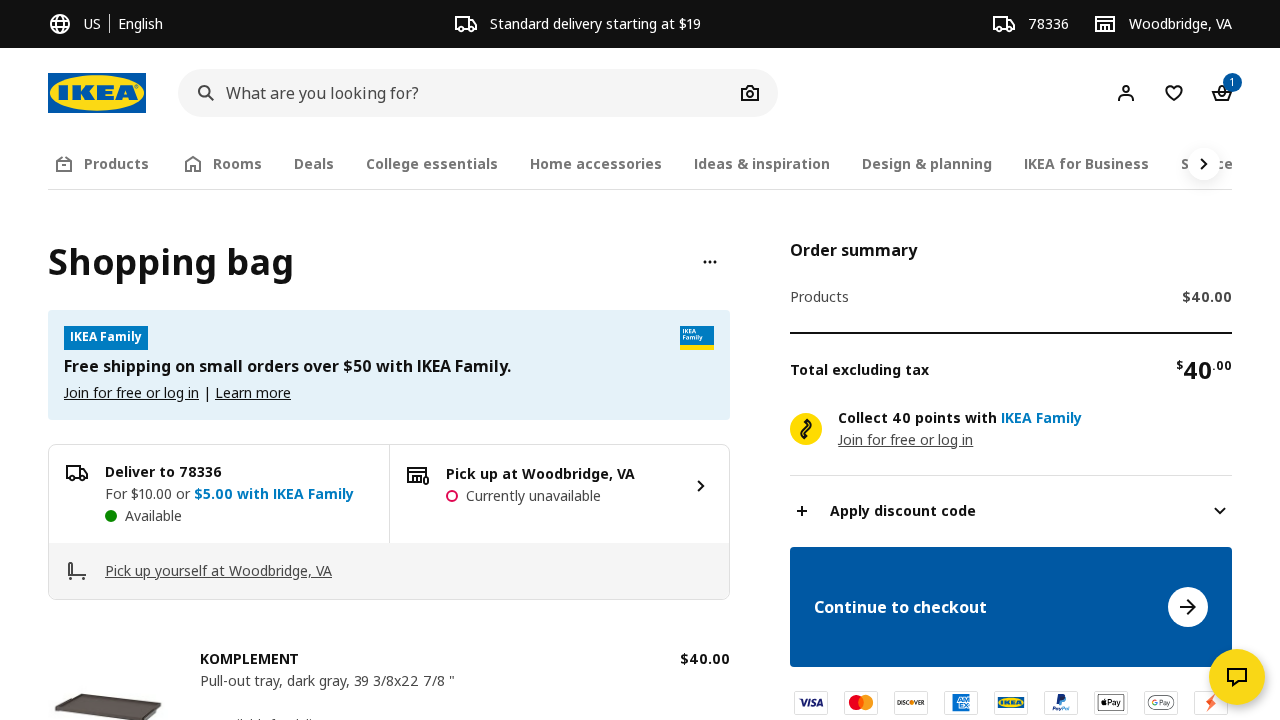 US | English
Standard delivery starting at $19
78336
Woodbridge, VA
IKEA
What are you looking for?
1
Products
Rooms
Deals
College essentials
Home accessories
Ideas & inspiration
Design & planning
IKEA for Business
Shopping bag
IKEA Family
IKEA Family
Free shipping on small orders over $50 with IKEA Family.
Join for free or log in | Learn more
Deliver to 78336
For $10.00 or $5.00 with IKEA Family
Available
Pick up at Woodbridge, VA
Currently unavailable
Pick up yourself at Woodbridge, VA
KOMPLEMENT
$40.00
Pull-out tray, dark gray, 39 3/8x22 7/8 "
Order summary
Products
$40.00
Total excluding tax
$40.00
Collect 40 points with IKEA Family
Join for free or log in
Apply discount code
Continue to checkout
VISA
DISCOVER
AMEX
IKEA
PayPal
Pay
G Pay